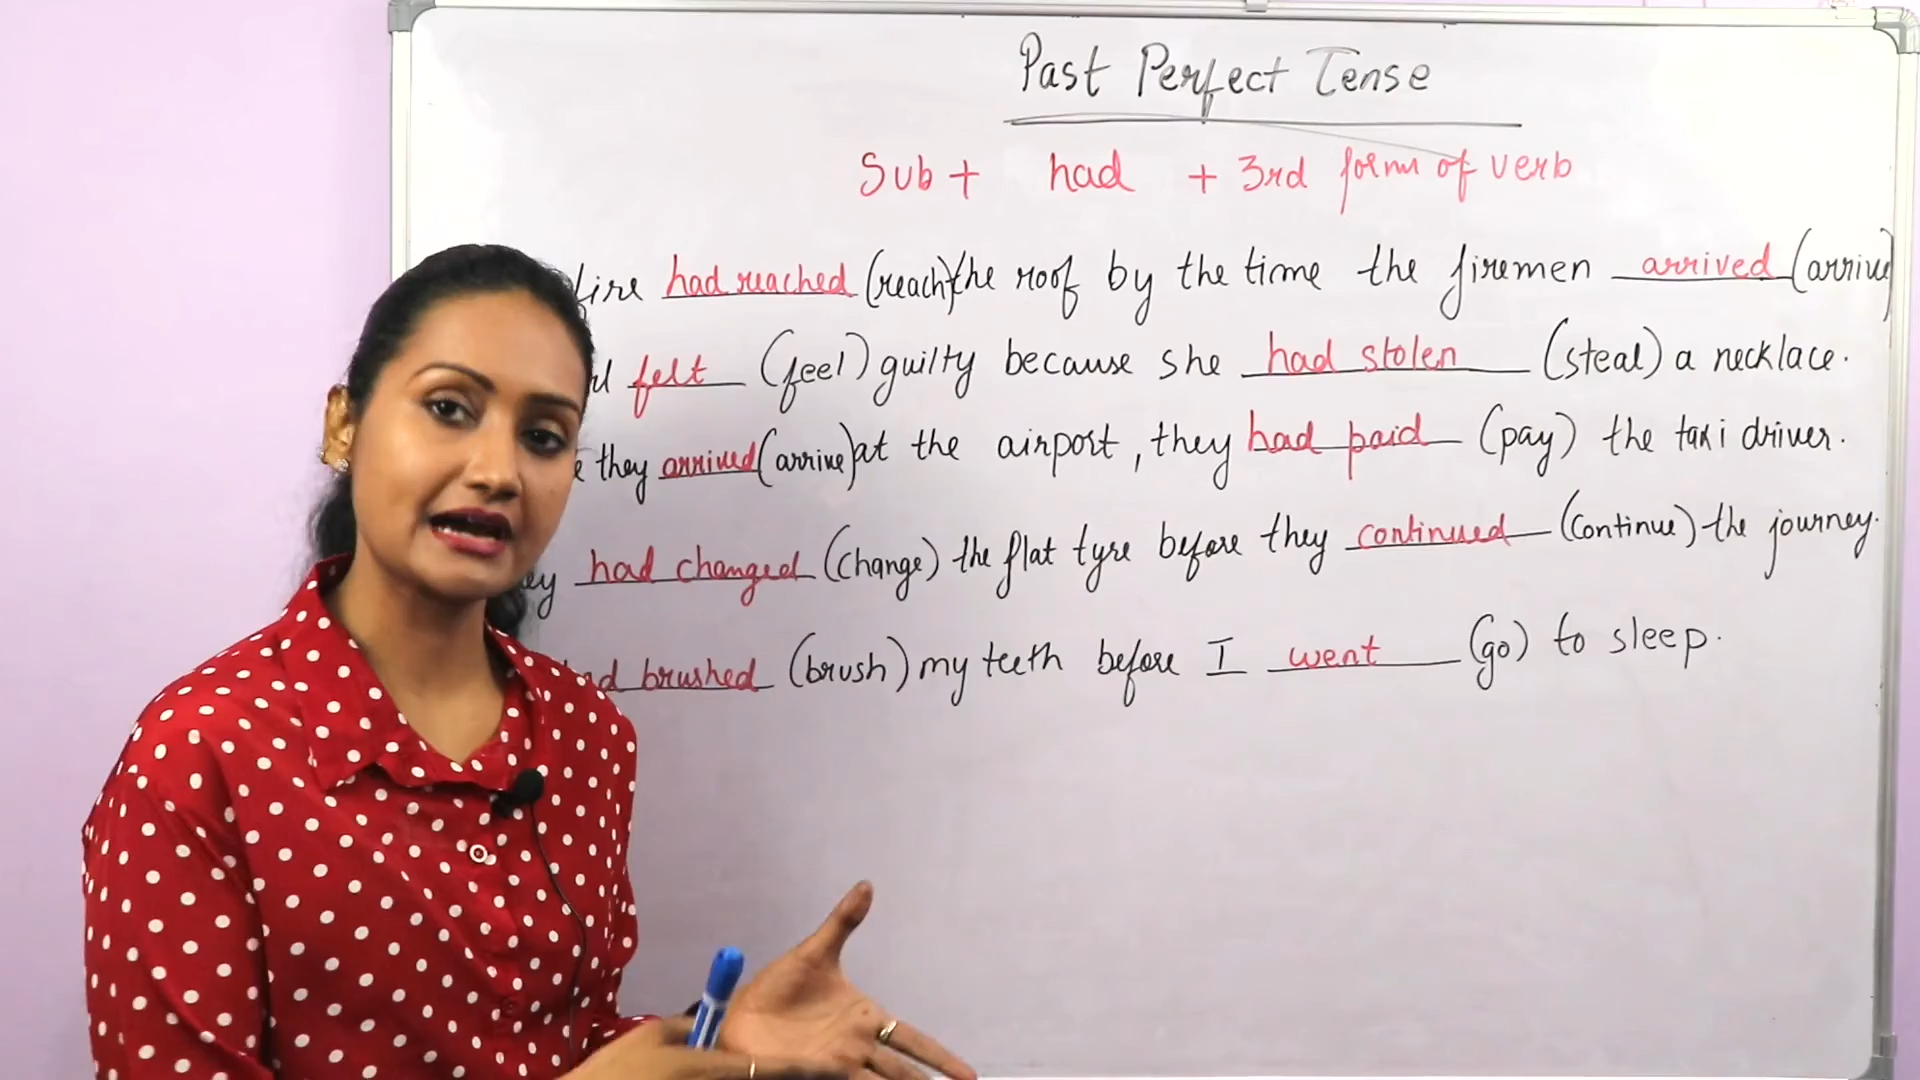 Past Perfect Tense
Sub + had + 3rd form of verb
fire had reached (reach) the roof by the time the firemen arrived (arrive)
felt (feel) guilty because she had stolen (steal) a necklace.
they arrived (arrive) at the airport, they had paid (pay) the taxi driver.
had changed (change) the flat tyre before they continued (continue) the journey.
brushed (brush) my teeth before I went (go) to sleep.